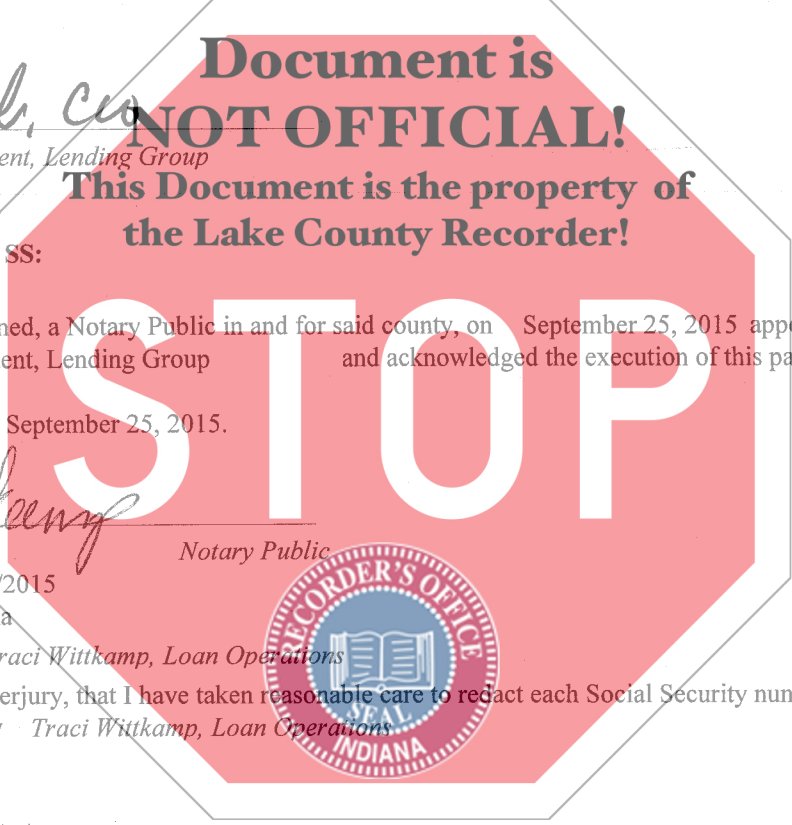 Document is
NOT OFFICIAL!
ent, Lending Group
This Document is the property of
the Lake County Recorder!
SS:
ned, a Notary Public in and for said county, on September 25, 2015 appe
ent, Lending Group and acknowledged the execution of this pa
STOP
September 25, 2015.
Notary Public
/2015
a
RECORDER'S OFFICE
raci Wittkamp, Loan Operations
erjury, that I have taken reasonable care to redact each Social Security num
Traci Wittkamp, Loan Operations
SEAL
INDIANA